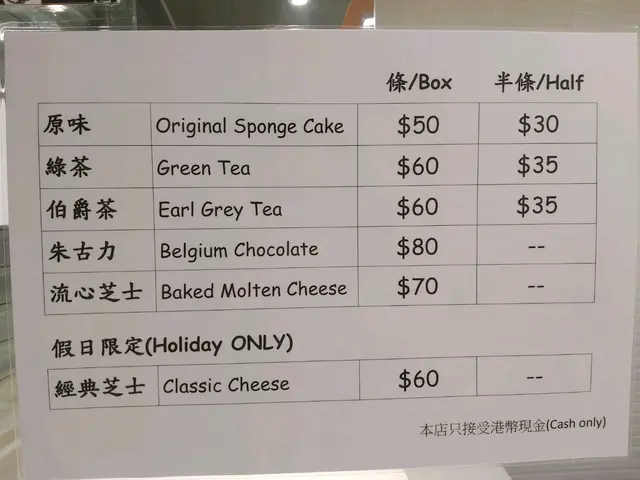 條/Box 半條/Half
原味 Original Sponge Cake $50 $30
綠茶 Green Tea $60 $35
伯爵茶 Earl Grey Tea $60 $35
朱古力 Belgium Chocolate $80 --
流心芝士 Baked Molten Cheese $70 --
假日限定(Holiday ONLY)
經典芝士 Classic Cheese $60 --
本店只接受港幣現金(Cash only)